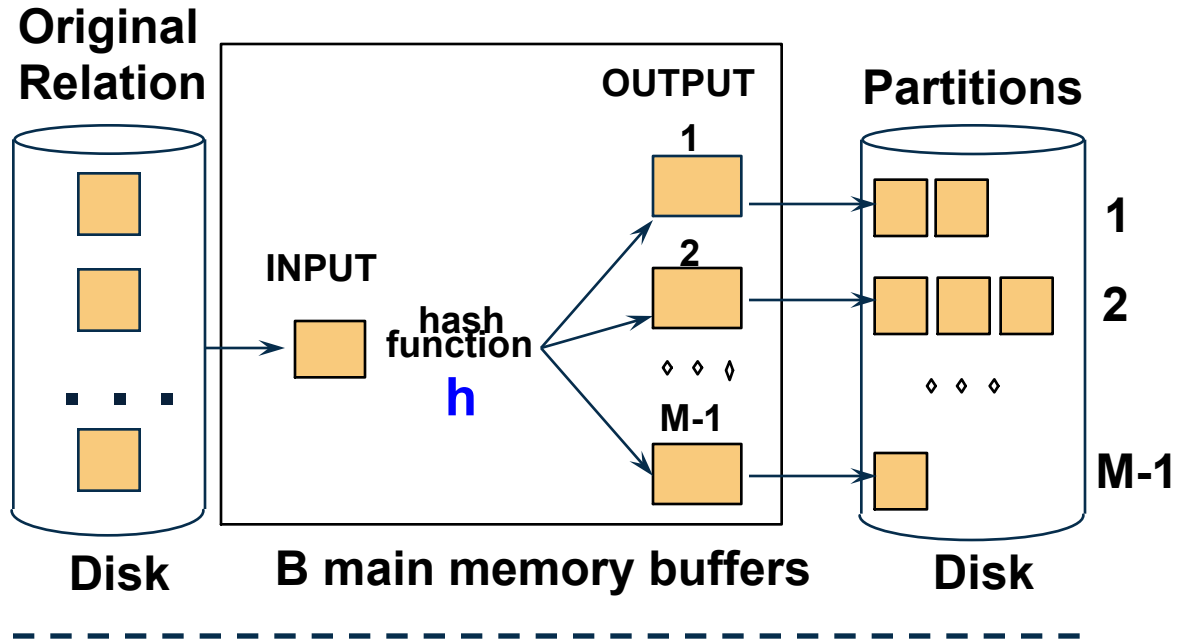 Original
Relation
OUTPUT
Partitions
1
1
INPUT
2
2
hash
function
h
M-1
M-1
Disk
B main memory buffers
Disk